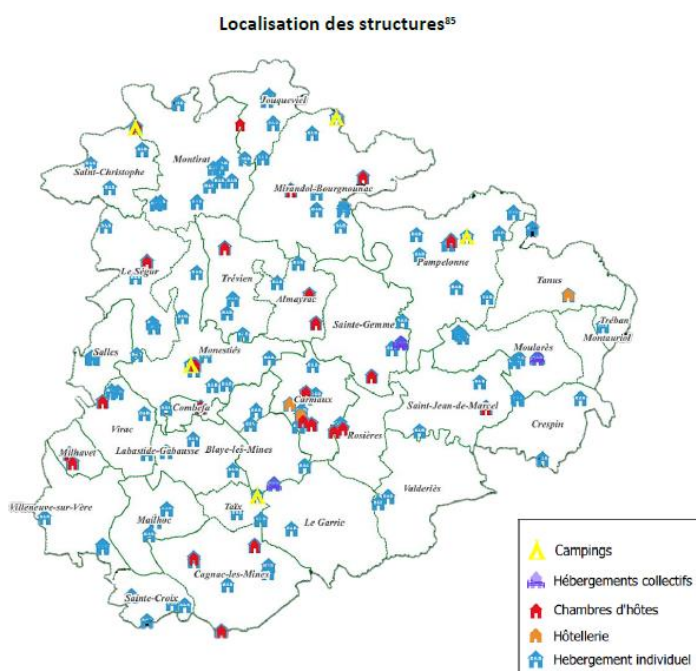 Localisation des structures⁸⁵
Jouqueviel
Montirat
Saint-Christophe
Mirandol-Bourgnounac
Pampelonne
Le Ségur
Trévien
Tanus
Almayrac
Sainte-Gemme
Tréban
Montauriol
Moularès
Salles
Monestiés
Carmaux
Combefa
Saint-Jean-de-Marcel
Crespin
Virac
Rosières
Labastide-Gabausse
Blaye-les-Mines
Milhavet
Valderiès
Villeneuve-sur-Vère
Taïx
Mailhoc
Le Garric
Cagnac-les-Mines
Sainte-Croix
Campings
Hébergements collectifs
Chambres d'hôtes
Hôtellerie
Hebergement individuel